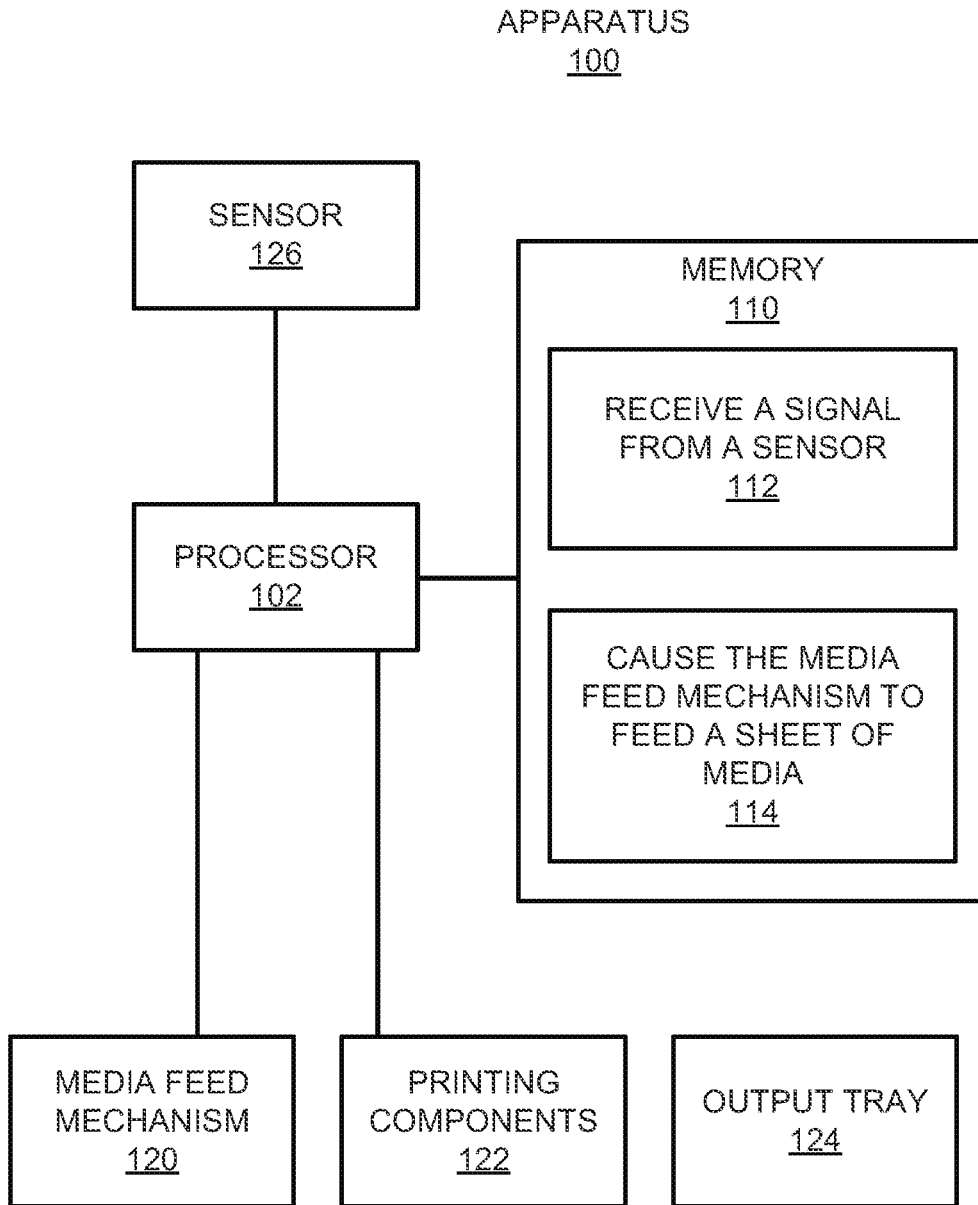 APPARATUS
100
SENSOR
126
MEMORY
110
RECEIVE A SIGNAL
FROM A SENSOR
112
PROCESSOR
102
CAUSE THE MEDIA
FEED MECHANISM TO
FEED A SHEET OF
MEDIA
114
MEDIA FEED
MECHANISM
120
PRINTING
COMPONENTS
122
OUTPUT TRAY
124